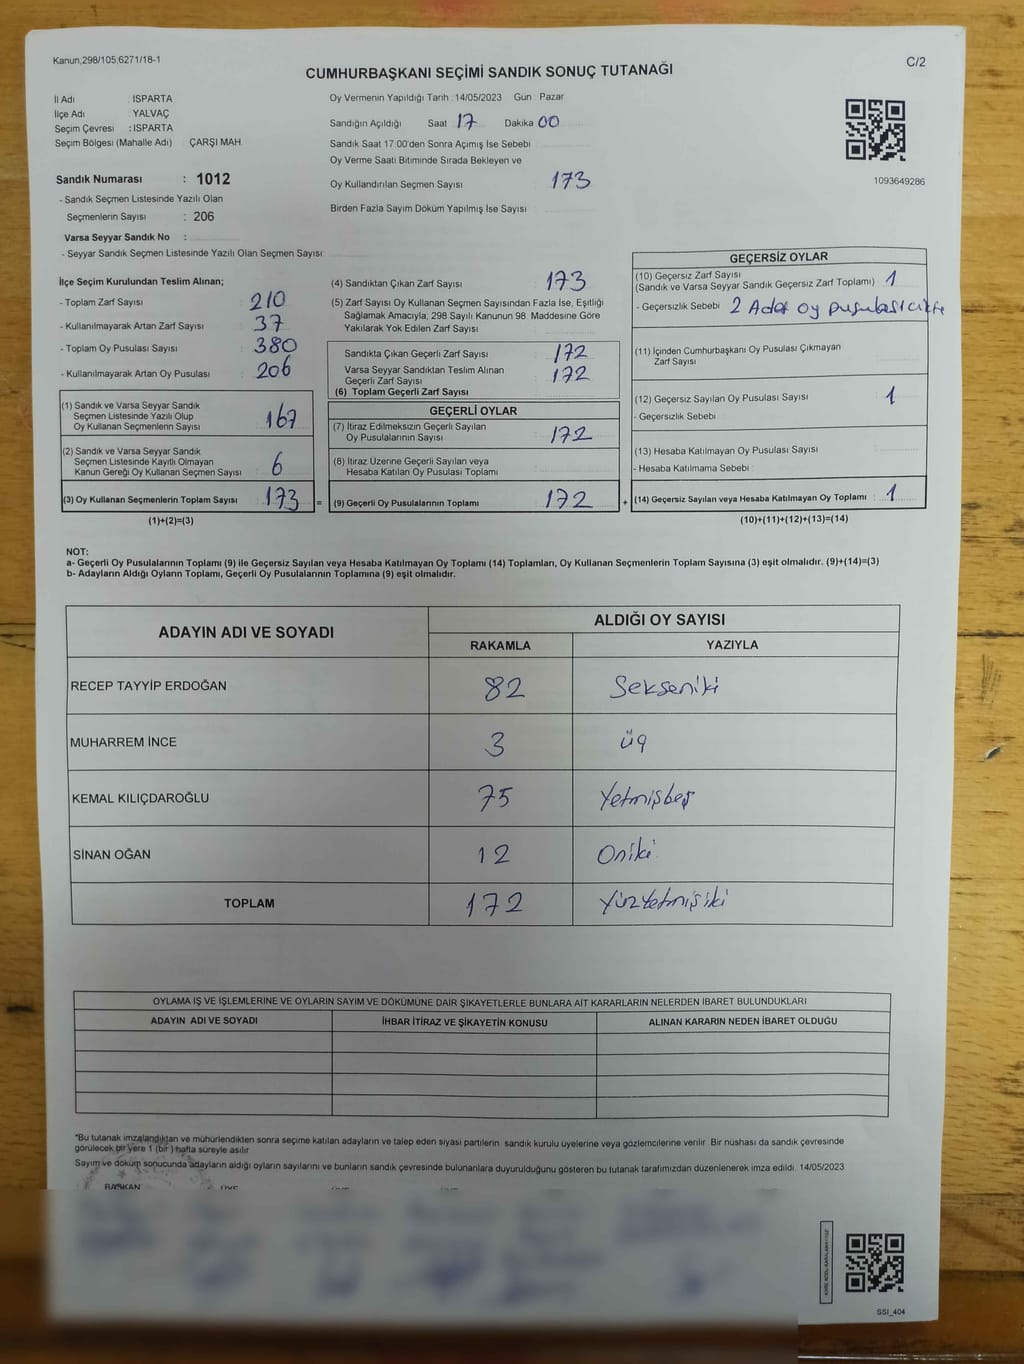 Kanun,298/105,6271/18-1
C/2
CUMHURBAŞKANI SEÇİMİ SANDIK SONUÇ TUTANAĞI
İl Adı : ISPARTA
İlçe Adı : YALVAÇ
Seçim Çevresi : ISPARTA
Seçim Bölgesi (Mahalle Adı) : ÇARŞI MAH.
Sandık Numarası : 1012
- Sandık Seçmen Listesinde Yazılı Olan
Seçmenlerin Sayısı : 206
Varsa Seyyar Sandık No :
- Seyyar Sandık Seçmen Listesinde Yazılı Olan Seçmen Sayısı:
Oy Vermenin Yapıldığı Tarih : 14/05/2023 Gün : Pazar
Sandığın Açıldığı Saat 17 Dakika 00
Sandık Saat 17:00'den Sonra Açımış İse Sebebi
Oy Verme Saati Bitiminde Sırada Bekleyen ve
Oy Kullandırılan Seçmen Sayısı 173
Birden Fazla Sayım Döküm Yapılmış İse Sayısı
1093649286
İlçe Seçim Kurulundan Teslim Alınan;
- Toplam Zarf Sayısı : 210
- Kullanılmayarak Artan Zarf Sayısı : 37
- Toplam Oy Pusulası Sayısı : 380
- Kullanılmayarak Artan Oy Pusulası : 206
(1) Sandık ve Varsa Seyyar Sandık
Seçmen Listesinde Yazılı Olup
Oy Kullanan Seçmenlerin Sayısı : 167
(2) Sandık ve Varsa Seyyar Sandık
Seçmen Listesinde Kayıtlı Olmayan
Kanun Gereği Oy Kullanan Seçmen Sayısı : 6
(3) Oy Kullanan Seçmenlerin Toplam Sayısı : 173 =
(1)+(2)=(3)
(4) Sandıktan Çıkan Zarf Sayısı : 173
(5) Zarf Sayısı Oy Kullanan Seçmen Sayısından Fazla İse, Eşitliği
Sağlamak Amacıyla; 298 Sayılı Kanunun 98. Maddesine Göre
Yakılarak Yok Edilen Zarf Sayısı :
Sandıkta Çıkan Geçerli Zarf Sayısı : 172
Varsa Seyyar Sandıktan Teslim Alınan
Geçerli Zarf Sayısı : 172
(6) Toplam Geçerli Zarf Sayısı
GEÇERLİ OYLAR
(7) İtiraz Edilmeksizin Geçerli Sayılan
Oy Pusulalarının Sayısı : 172
(8) İtiraz Üzerine Geçerli Sayılan veya
Hesaba Katılan Oy Pusulası Toplamı :
(9) Geçerli Oy Pusulalarının Toplamı : 172 +
GEÇERSİZ OYLAR
(10) Geçersiz Zarf Sayısı
(Sandık ve Varsa Seyyar Sandık Geçersiz Zarf Toplamı) : 1
- Geçersizlik Sebebi : 2 Adet oy pusulası çıktı
(11) İçinden Cumhurbaşkanı Oy Pusulası Çıkmayan
Zarf Sayısı
(12) Geçersiz Sayılan Oy Pusulası Sayısı : 1
- Geçersizlik Sebebi
(13) Hesaba Katılmayan Oy Pusulası Sayısı :
- Hesaba Katılmama Sebebi :
(14) Geçersiz Sayılan veya Hesaba Katılmayan Oy Toplamı : 1
(10)+(11)+(12)+(13)=(14)
NOT:
a- Geçerli Oy Pusulalarının Toplamı (9) ile Geçersiz Sayılan veya Hesaba Katılmayan Oy Toplamı (14) Toplamları, Oy Kullanan Seçmenlerin Toplam Sayısına (3) eşit olmalıdır. (9)+(14)=(3)
b- Adayların Aldığı Oyların Toplamı, Geçerli Oy Pusulalarının Toplamına (9) eşit olmalıdır.
ADAYIN ADI VE SOYADI
ALDIĞI OY SAYISI
RAKAMLA YAZIYLA
RECEP TAYYİP ERDOĞAN 82 Sekseniki
MUHARREM İNCE 3 üç
KEMAL KILIÇDAROĞLU 75 Yetmişbeş
SİNAN OĞAN 12 Oniki
TOPLAM 172 Yüzyetmişiki
OYLAMA İŞ VE İŞLEMLERİNE VE OYLARIN SAYIM VE DÖKÜMÜNE DAİR ŞİKAYETLERLE BUNLARA AİT KARARLARIN NELERDEN İBARET BULUNDUKLARI
ADAYIN ADI VE SOYADI İHBAR İTİRAZ VE ŞİKAYETİN KONUSU ALINAN KARARIN NEDEN İBARET OLDUĞU
*Bu tutanak imzalandıktan ve mühürlendikten sonra seçime katılan adayların ve talep eden siyasi partilerin sandık kurulu üyelerine veya gözlemcilerine verilir. Bir nüshası da sandık çevresinde
görülecek bir yere 1 (bir) hafta süreyle asılır
Sayım ve döküm sonucunda adayların aldığı oyların sayılarını ve bunların sandık çevresinde bulunanlara duyurulduğunu gösteren bu tutanak tarafımızdan düzenlenerek imza edildi. 14/05/2023
BAŞKAN ÜYE
SSI_404